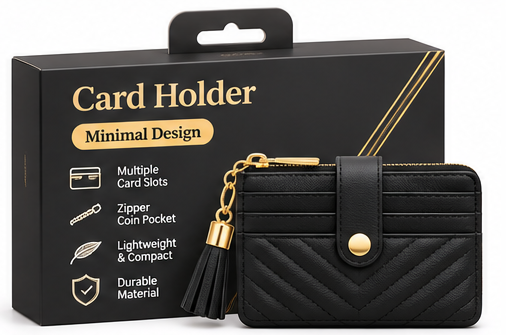 Card Holder
Minimal Design
Multiple
Card Slots
Zipper
Coin Pocket
Lightweight
& Compact
Durable
Material